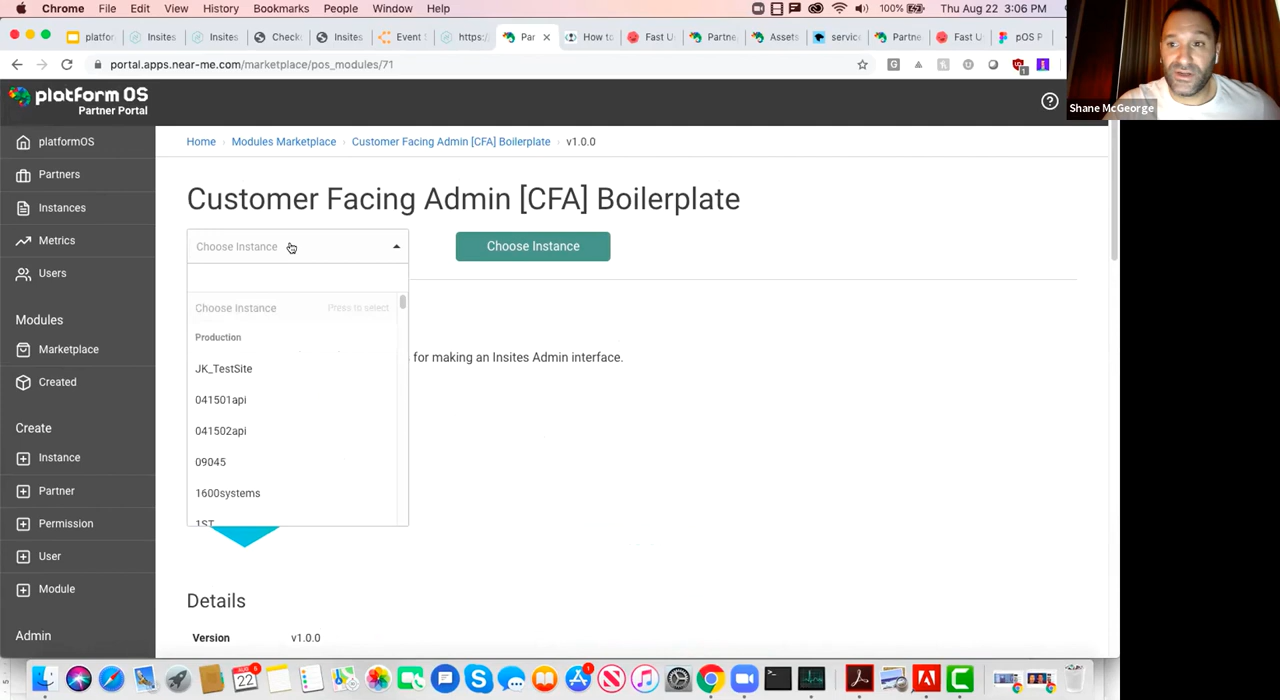 Chrome File Edit View History Bookmarks People Window Help 100% Thu Aug 22 3:06 PM
platfor Insites Insites Check Insites Event https: Par How to Fast U Partne Assets servic Partne Fast U pOS P
portal.apps.near-me.com/marketplace/pos_modules/71
Shane McGeorge
platform OS
Partner Portal
platformOS
Partners
Instances
Metrics
Users
Modules
Marketplace
Created
Create
Instance
Partner
Permission
User
Module
Admin
Home › Modules Marketplace › Customer Facing Admin [CFA] Boilerplate › v1.0.0
Customer Facing Admin [CFA] Boilerplate
Choose Instance
Choose Instance
Choose Instance Press to select
Production
JK_TestSite
041501api
041502api
09045
1600systems
1ST
for making an Insites Admin interface.
Details
Version v1.0.0